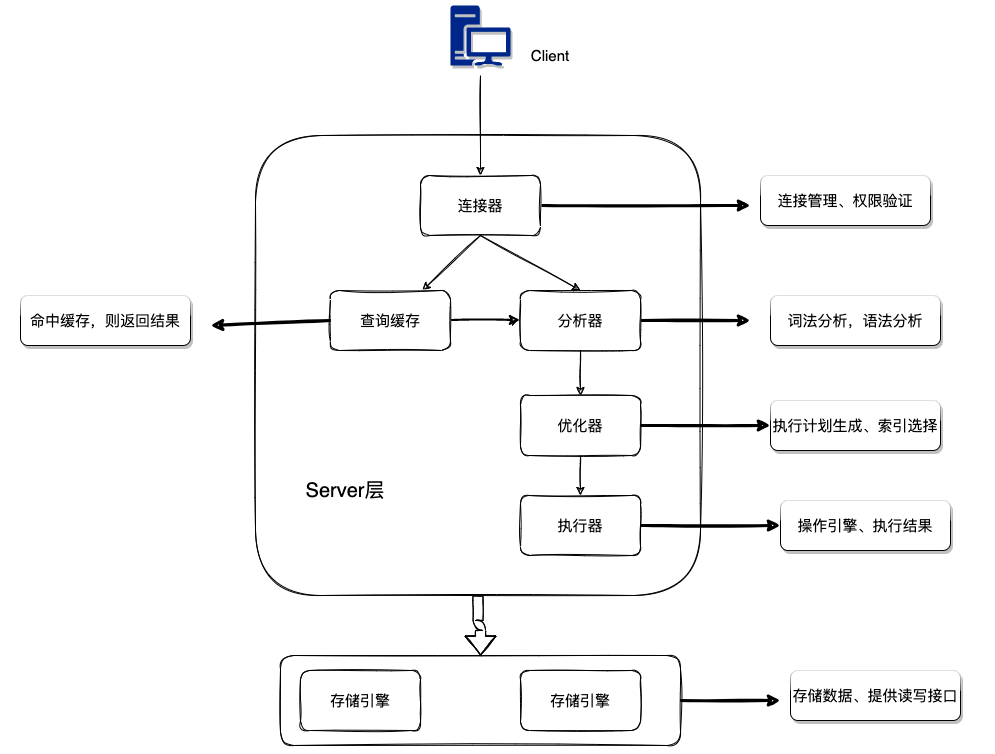 Client
连接器
连接管理、权限验证
命中缓存，则返回结果
查询缓存
分析器
词法分析，语法分析
优化器
执行计划生成、索引选择
Server层
执行器
操作引擎、执行结果
存储引擎
存储引擎
存储数据、提供读写接口